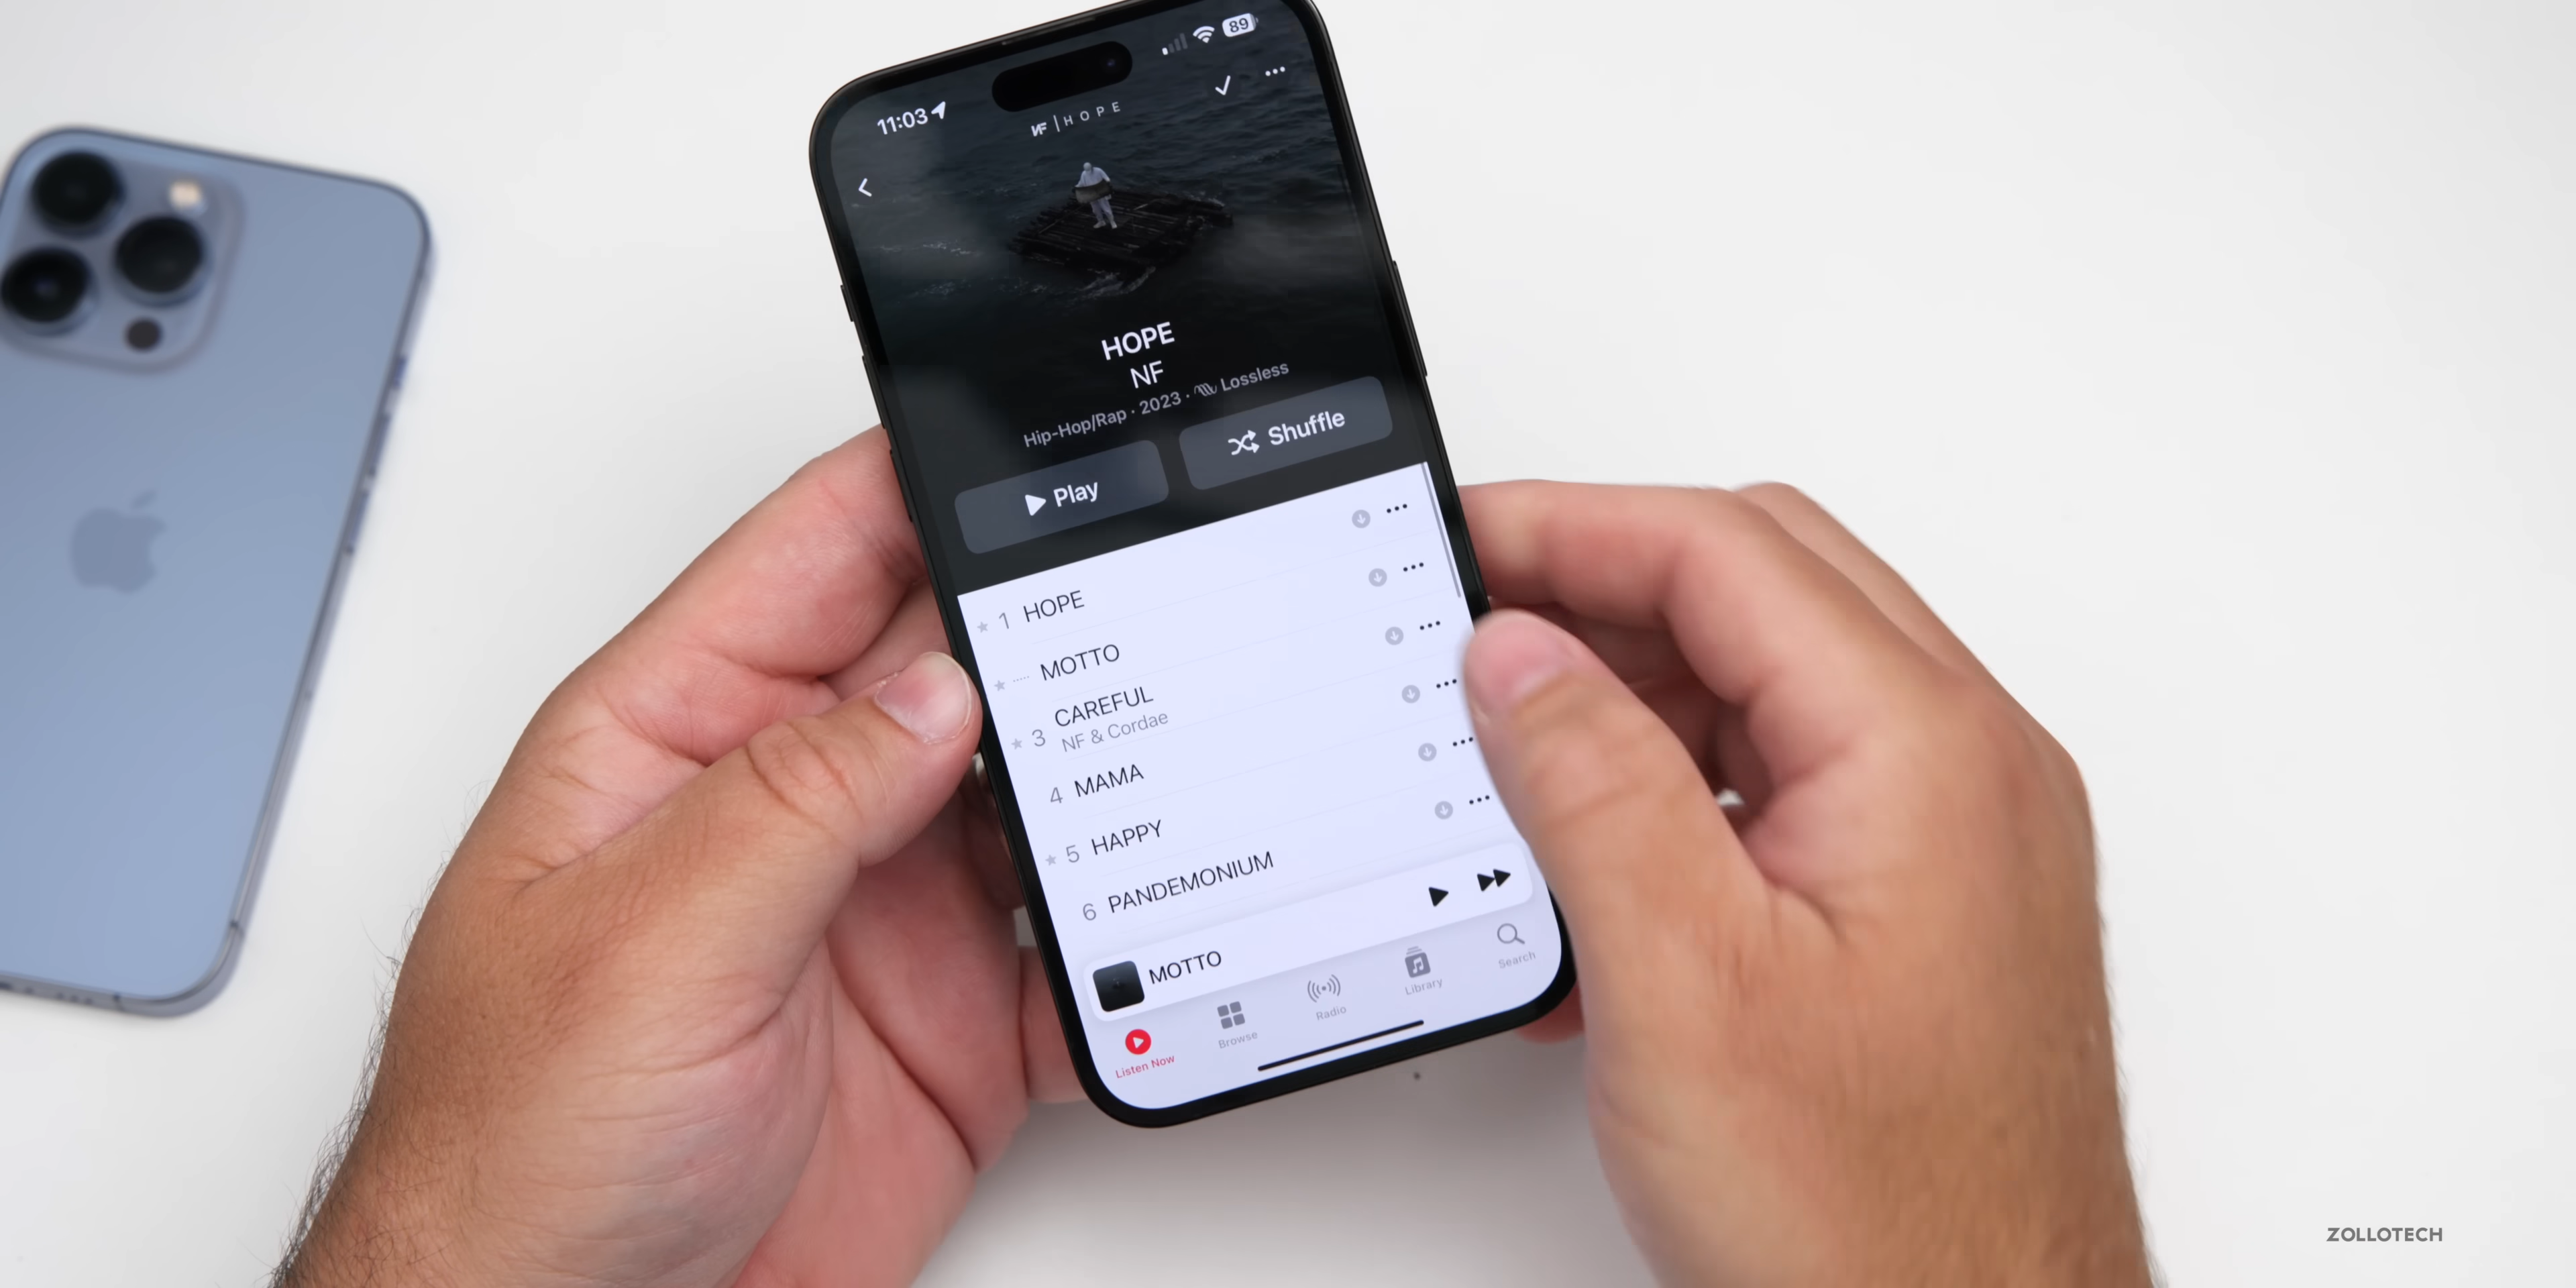 11:03
89
NF | HOPE
HOPE
NF
Hip-Hop/Rap · 2023 · Lossless
Play
Shuffle
1 HOPE
MOTTO
3 CAREFUL
NF & Cordae
4 MAMA
5 HAPPY
6 PANDEMONIUM
MOTTO
Listen Now
Browse
Radio
Library
Search
ZOLLOTECH